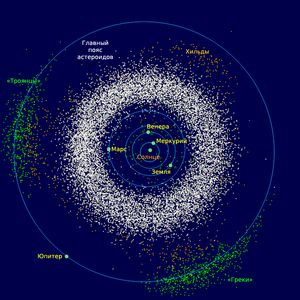 Главный
пояс
астероидов
Хильды
«Троянцы»
Венера
Меркурий
Марс
Солнце
Земля
Юпитер
«Греки»